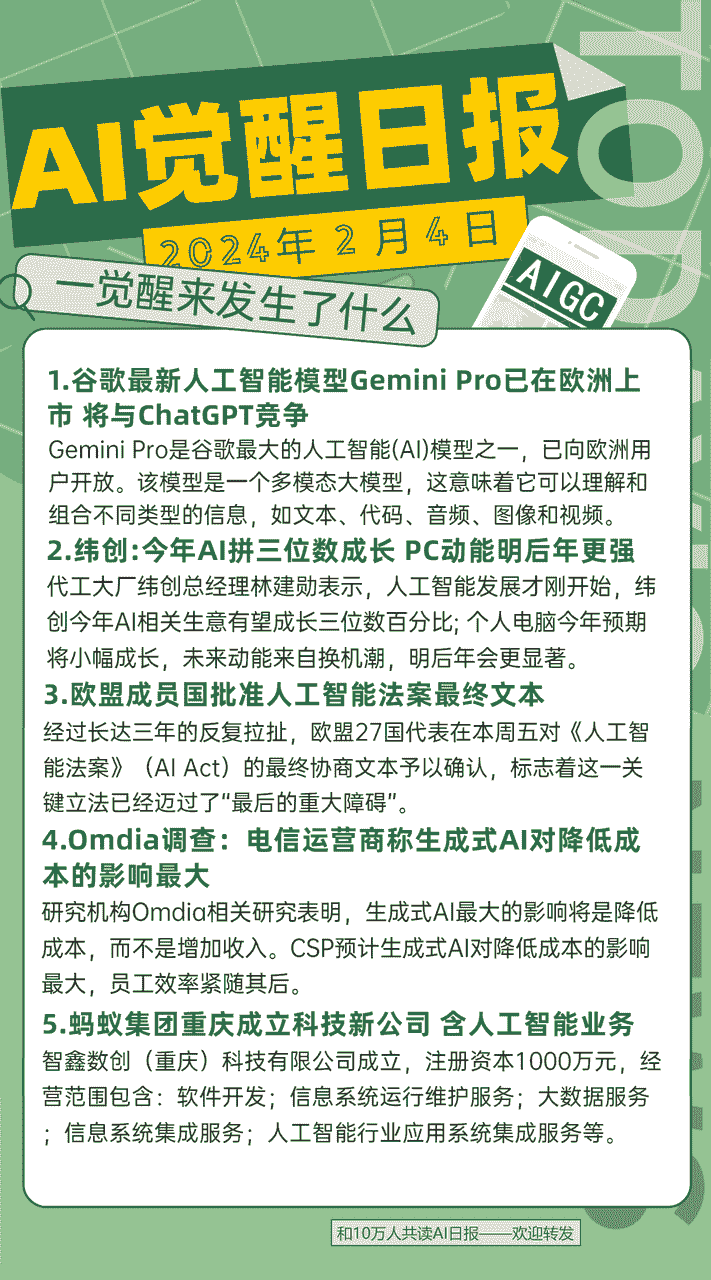 AI觉醒日报
2024年2月4日
一觉醒来发生了什么
AIGC
1.谷歌最新人工智能模型Gemini Pro已在欧洲上
市 将与ChatGPT竞争
Gemini Pro是谷歌最大的人工智能(AI)模型之一，已向欧洲用
户开放。该模型是一个多模态大模型，这意味着它可以理解和
组合不同类型的信息，如文本、代码、音频、图像和视频。
2.纬创:今年AI拼三位数成长 PC动能明后年更强
代工大厂纬创总经理林建勋表示，人工智能发展才刚开始，纬
创今年AI相关生意有望成长三位数百分比; 个人电脑今年预期
将小幅成长，未来动能来自换机潮，明后年会更显著。
3.欧盟成员国批准人工智能法案最终文本
经过长达三年的反复拉扯，欧盟27国代表在本周五对《人工智
能法案》（AI Act）的最终协商文本予以确认，标志着这一关
键立法已经迈过了“最后的重大障碍”。
4.Omdia调查：电信运营商称生成式AI对降低成
本的影响最大
研究机构Omdia相关研究表明，生成式AI最大的影响将是降低
成本，而不是增加收入。CSP预计生成式AI对降低成本的影响
最大，员工效率紧随其后。
5.蚂蚁集团重庆成立科技新公司 含人工智能业务
智鑫数创（重庆）科技有限公司成立，注册资本1000万元，经
营范围包含：软件开发；信息系统运行维护服务；大数据服务
；信息系统集成服务；人工智能行业应用系统集成服务等。
和10万人共读AI日报——欢迎转发